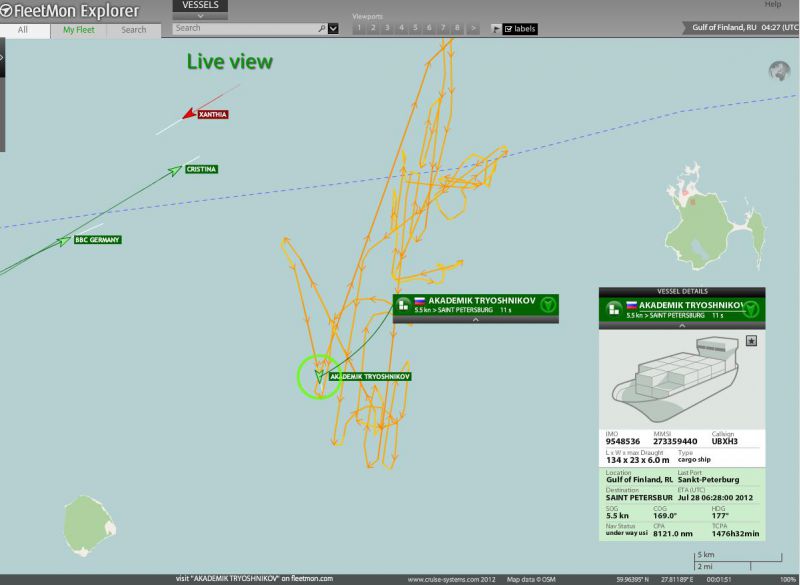 FleetMon Explorer
VESSELS
Help
All
My Fleet
Search
Search
Viewports
1 2 3 4 5 6 7 8 >
labels
Gulf of Finland, RU 04:27 (UTC
Live view
XANTHIA
CRISTINA
BBC GERMANY
AKADEMIK TRYOSHNIKOV
5.5 kn > SAINT PETERSBURG 11 s
AKADEMIK TRYOSHNIKOV
VESSEL DETAILS
AKADEMIK TRYOSHNIKOV
5.5 kn > SAINT PETERSBURG 11 s
IMO MMSI Callsign
9548536 273359440 UBXH3
L x W x max Draught Type
134 x 23 x 6.0 m cargo ship
Location Last Port
Gulf of Finland, RU Sankt-Peterburg
Destination ETA (UTC)
SAINT PETERSBUR Jul 28 06:28:00 2012
SOG COG HDG
5.5 kn 169.0° 177°
Nav Status CPA TCPA
under way usi 8121.0 nm 1476h32min
5 km
2 mi
visit "AKADEMIK TRYOSHNIKOV" on fleetmon.com
www.cruise-systems.com 2012 Map data © OSM
59.96395° N 27.81189° E 00:01:51 100%